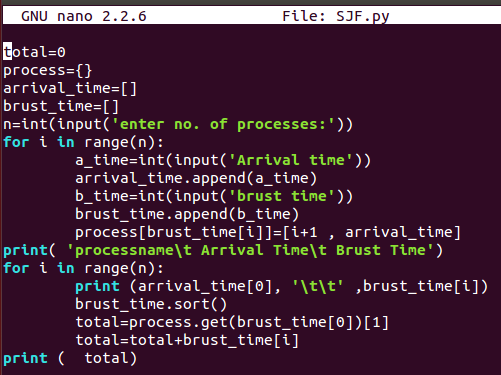 GNU nano 2.2.6 File: SJF.py
total=0
process={}
arrival_time=[]
brust_time=[]
n=int(input('enter no. of processes:'))
for i in range(n):
        a_time=int(input('Arrival time'))
        arrival_time.append(a_time)
        b_time=int(input('brust time'))
        brust_time.append(b_time)
        process[brust_time[i]]=[i+1 , arrival_time]
print( 'processname\t Arrival Time\t Brust Time')
for i in range(n):
        print (arrival_time[0], '\t\t' ,brust_time[i])
        brust_time.sort()
        total=process.get(brust_time[0])[1]
        total=total+brust_time[i]
print (  total)